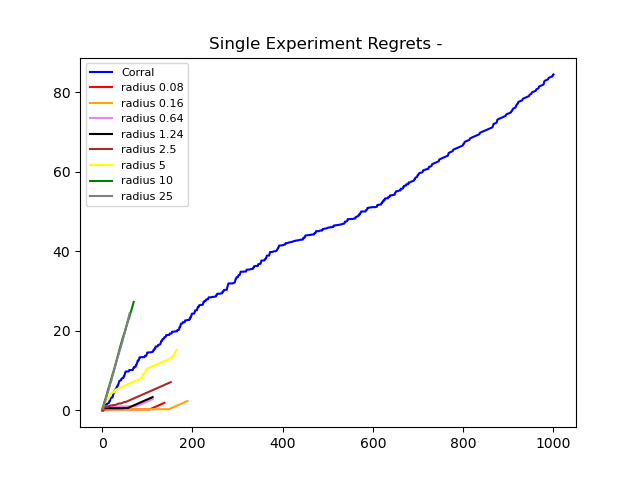 Single Experiment Regrets -
Corral
radius 0.08
radius 0.16
radius 0.64
radius 1.24
radius 2.5
radius 5
radius 10
radius 25
80
60
40
20
0
0 200 400 600 800 1000